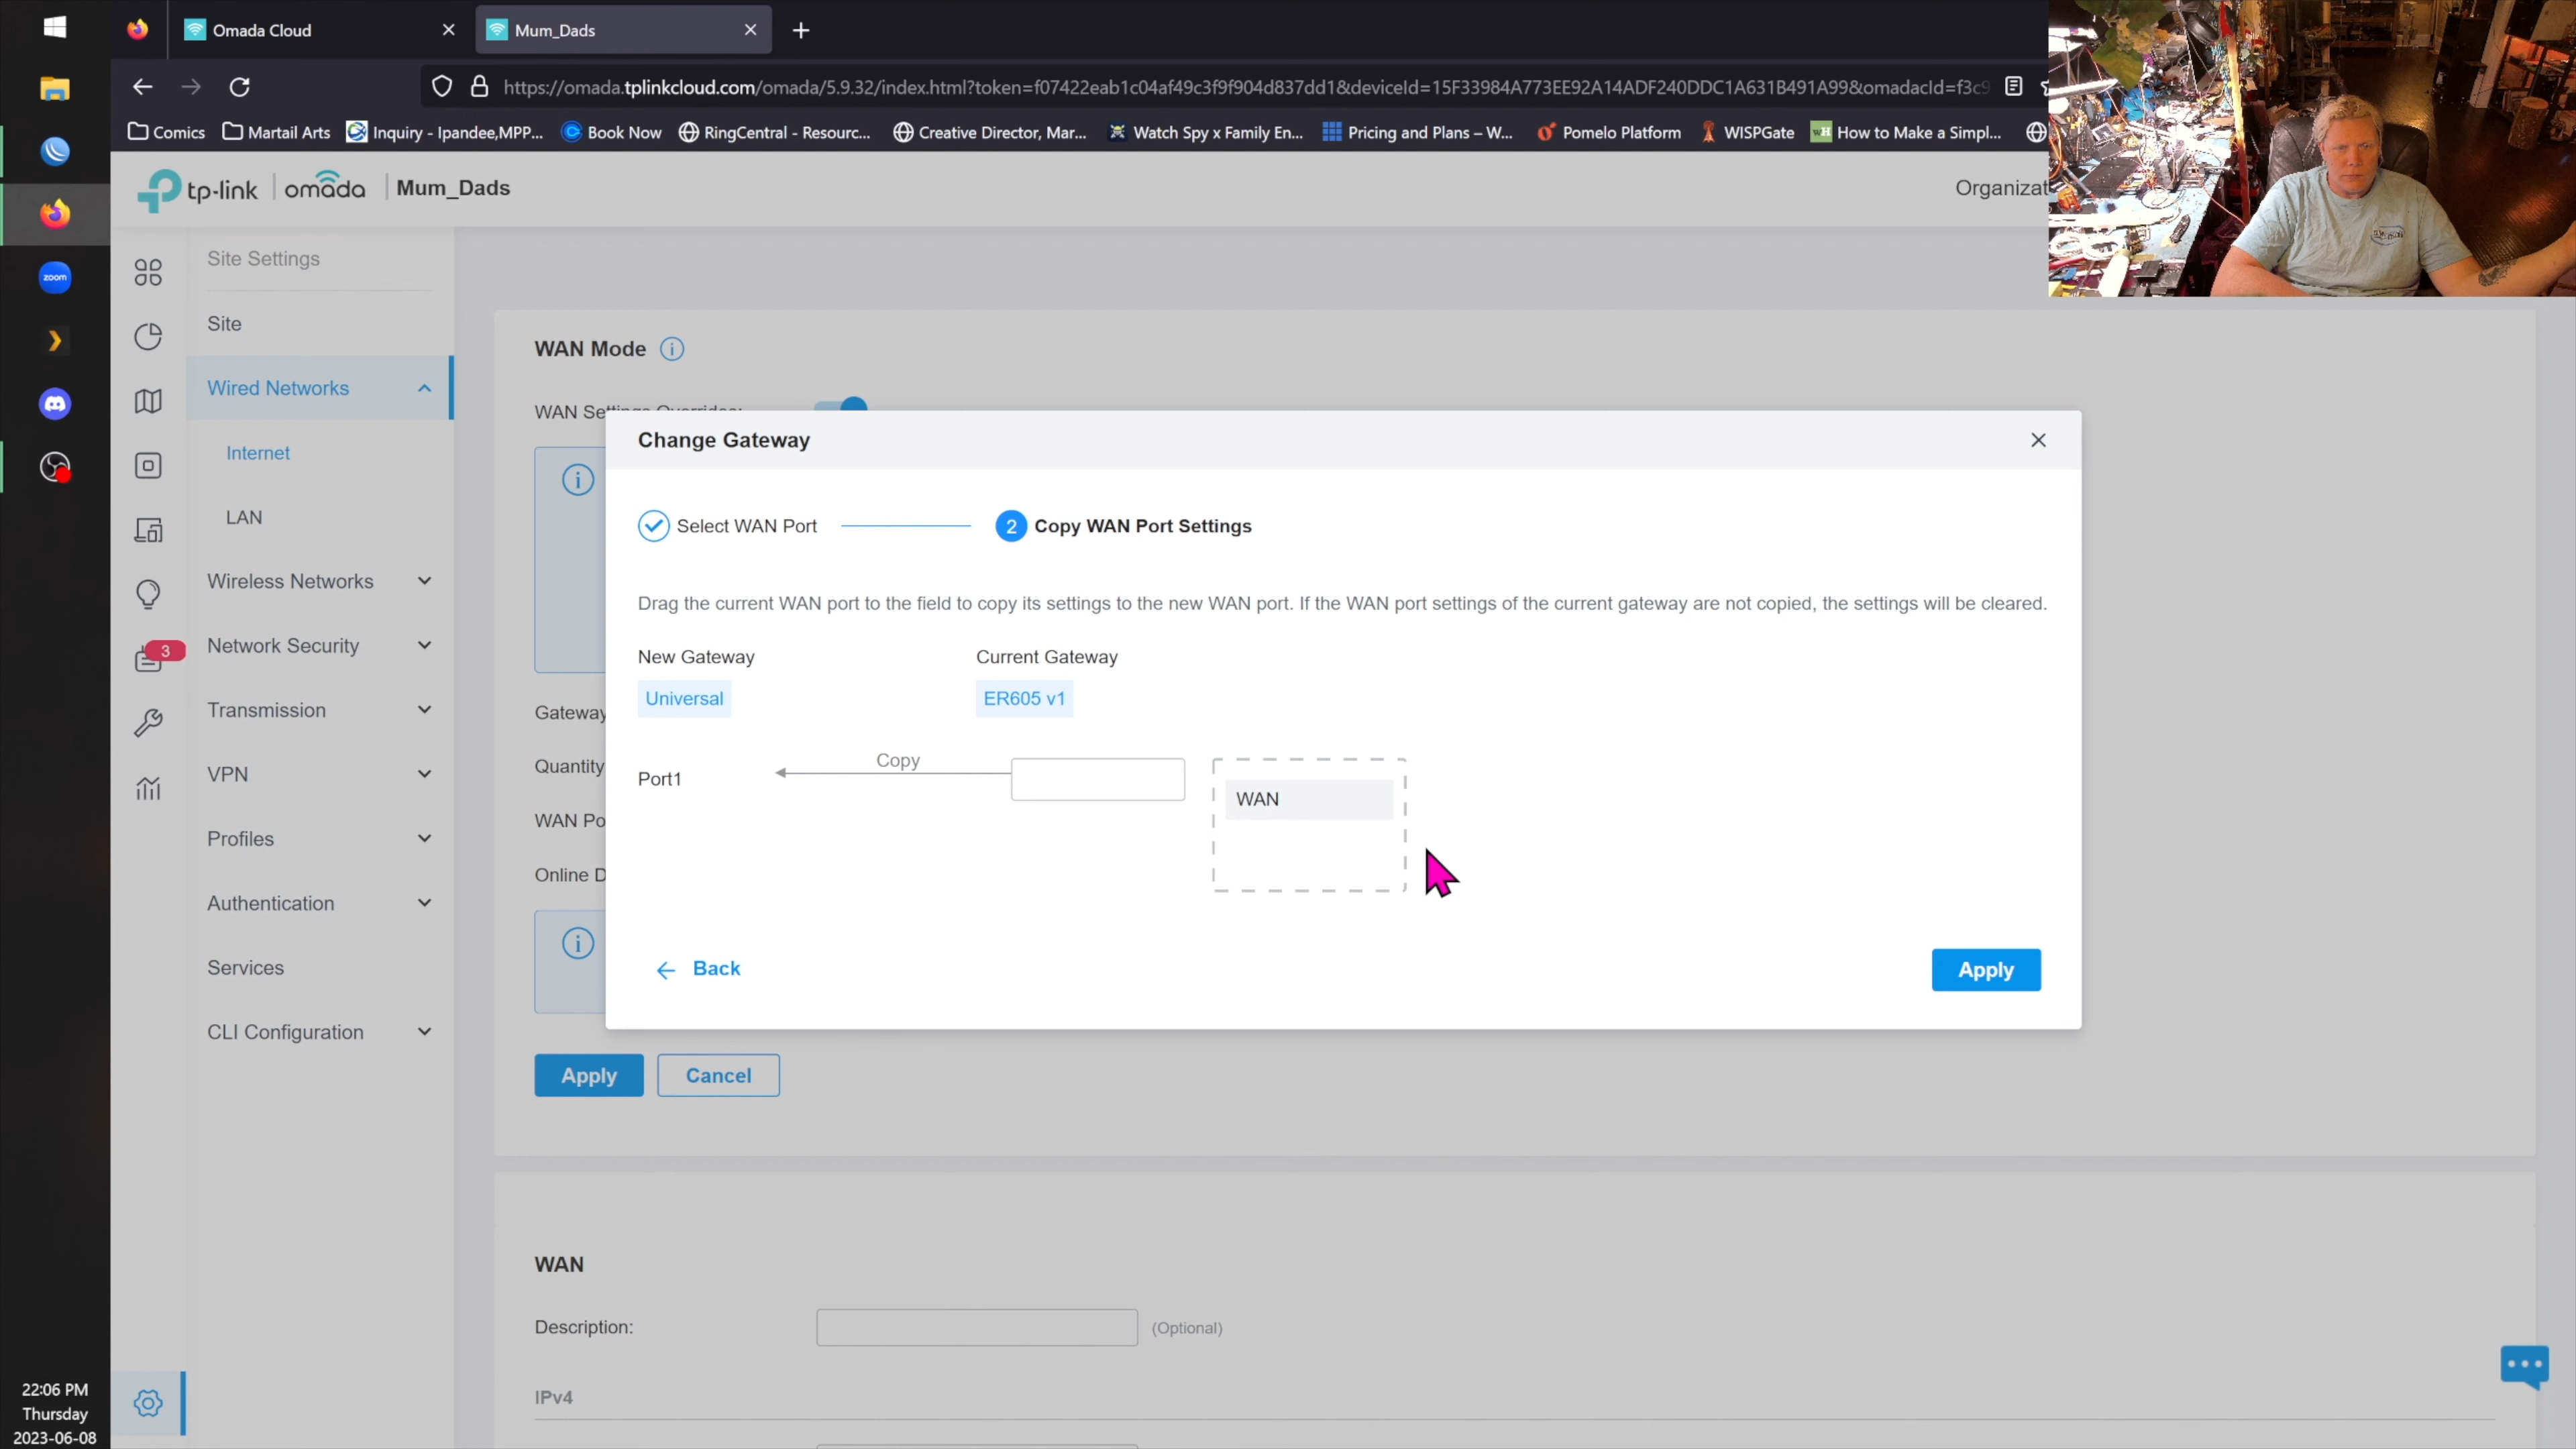 Omada Cloud
Mum_Dads
https://omada.tplinkcloud.com/omada/5.9.32/index.html?token=f07422eab1c04af49c3f9f904d837dd1&deviceId=15F33984A773EE92A14ADF240DDC1A631B491A99&omadacId=f3c9
Comics
Martail Arts
Inquiry - Ipandee,MPP...
Book Now
RingCentral - Resourc...
Creative Director, Mar...
Watch Spy x Family En...
Pricing and Plans – W...
Pomelo Platform
WISPGate
How to Make a Simpl...
tp-link
omada
Mum_Dads
Organizat
zoom
Site Settings
Site
Wired Networks
Internet
LAN
Wireless Networks
Network Security
3
Transmission
VPN
Profiles
Authentication
Services
CLI Configuration
WAN Mode
Change Gateway
Select WAN Port
2
Copy WAN Port Settings
Drag the current WAN port to the field to copy its settings to the new WAN port. If the WAN port settings of the current gateway are not copied, the settings will be cleared.
New Gateway
Current Gateway
Universal
ER605 v1
Gateway
Port1
Copy
WAN
Quantity
WAN Po
Online D
Back
Apply
Apply
Cancel
WAN
Description:
(Optional)
IPv4
22:06 PM
Thursday
2023-06-08